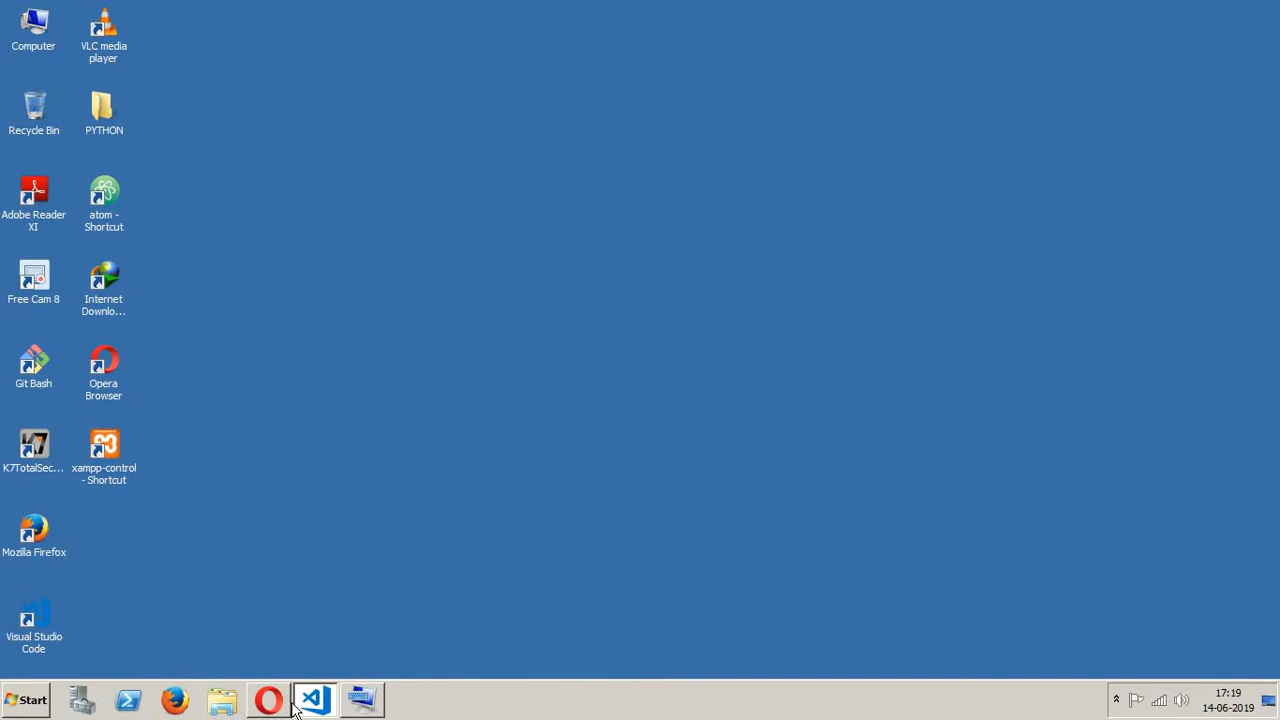 Computer
VLC media
player
Recycle Bin
PYTHON
Adobe Reader
XI
atom -
Shortcut
Free Cam 8
Internet
Downlo...
Git Bash
Opera
Browser
K7TotalSec...
xampp-control
- Shortcut
Mozilla Firefox
Visual Studio
Code
Start
17:19
14-06-2019